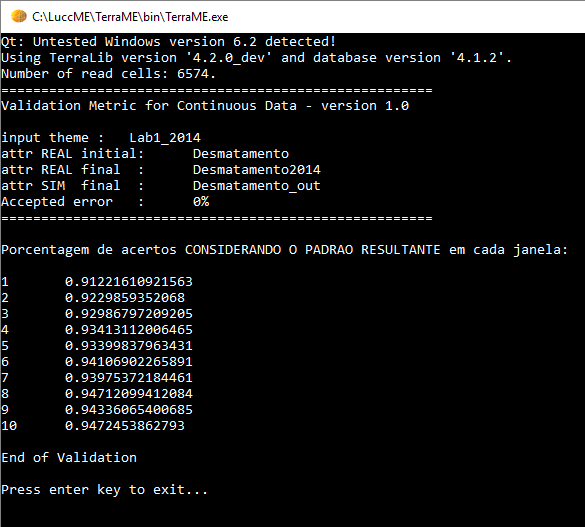 C:\LuccME\TerraME\bin\TerraME.exe
Qt: Untested Windows version 6.2 detected!
Using TerraLib version '4.2.0_dev' and database version '4.1.2'.
Number of read cells: 6574.
======================================================
Validation Metric for Continuous Data - version 1.0
input theme :   Lab1_2014
attr REAL initial:      Desmatamento
attr REAL final  :      Desmatamento2014
attr SIM  final  :      Desmatamento_out
Accepted error   :      0%
======================================================
Porcentagem de acertos CONSIDERANDO O PADRAO RESULTANTE em cada janela:
1       0.91221610921563
2       0.9229859352068
3       0.92986797209205
4       0.93413112006465
5       0.93399837963431
6       0.94106902265891
7       0.93975372184461
8       0.94712099412084
9       0.94336065400685
10      0.9472453862793
End of Validation
Press enter key to exit...